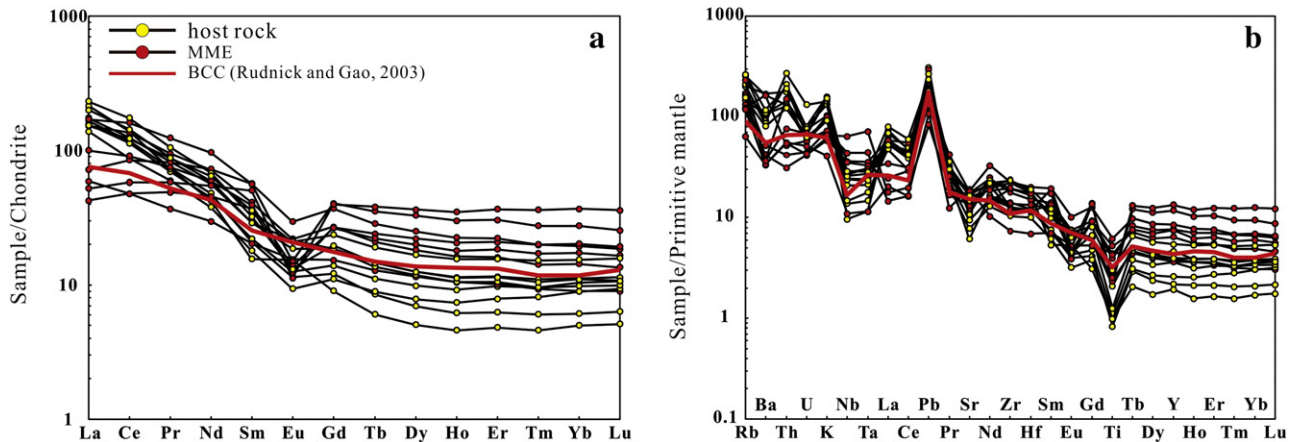 1000
100
10
1
Sample/Chondrite
host rock
MME
BCC (Rudnick and Gao, 2003)
a
La Ce Pr Nd Sm Eu Gd Tb Dy Ho Er Tm Yb Lu
1000
100
10
1
0.1
Sample/Primitive mantle
b
Ba U Nb La Pb Sr Zr Sm Gd Tb Y Er Yb
Rb Th K Ta Ce Pr Nd Hf Eu Ti Dy Ho Tm Lu